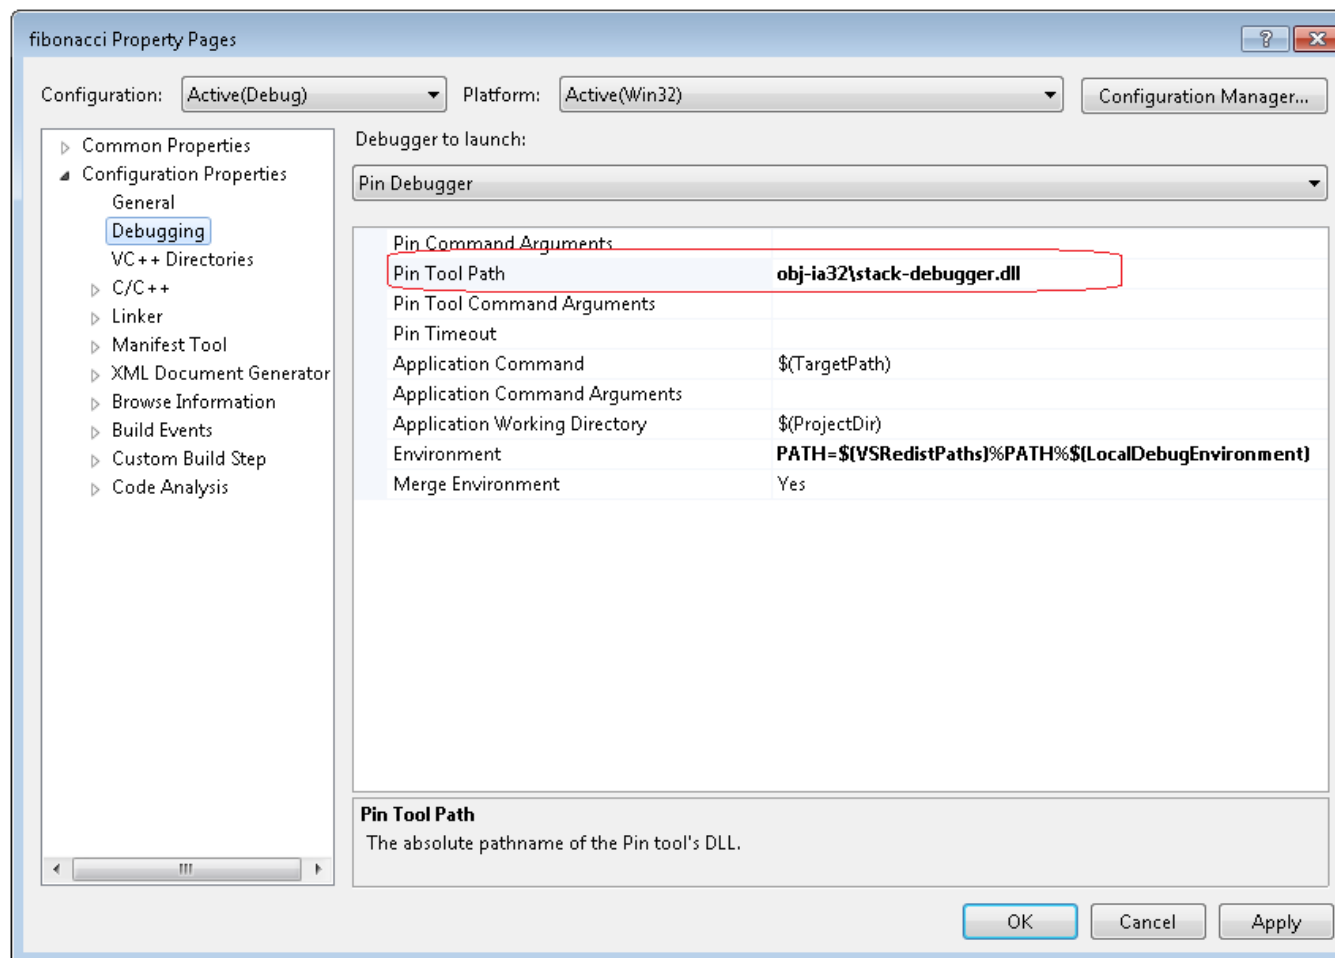 fibonacci Property Pages
?
Configuration: Active(Debug) Platform: Active(Win32) Configuration Manager...
Common Properties
Configuration Properties
General
Debugging
VC++ Directories
C/C++
Linker
Manifest Tool
XML Document Generator
Browse Information
Build Events
Custom Build Step
Code Analysis
Debugger to launch:
Pin Debugger
Pin Command Arguments
Pin Tool Path obj-ia32\stack-debugger.dll
Pin Tool Command Arguments
Pin Timeout
Application Command $(TargetPath)
Application Command Arguments
Application Working Directory $(ProjectDir)
Environment PATH=$(VSRedistPaths)%PATH%$(LocalDebugEnvironment)
Merge Environment Yes
Pin Tool Path
The absolute pathname of the Pin tool's DLL.
OK Cancel Apply